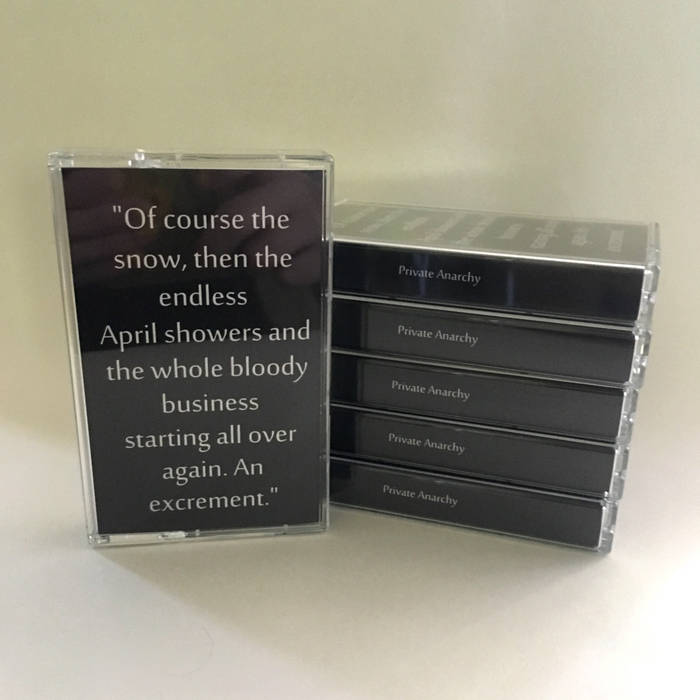 "Of course the
snow, then the
endless
April showers and
the whole bloody
business
starting all over
again. An
excrement."
Private Anarchy
Private Anarchy
Private Anarchy
Private Anarchy
Private Anarchy